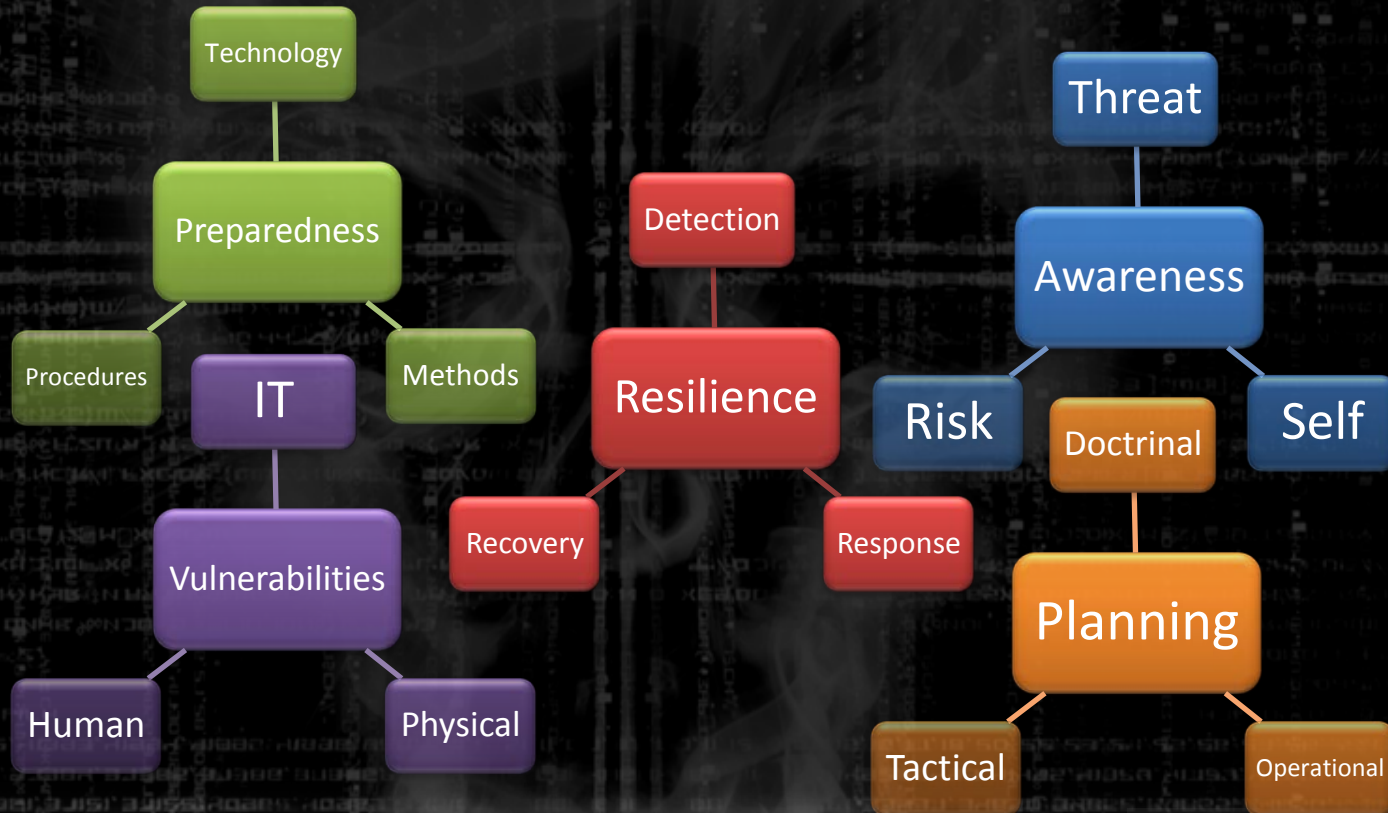 Technology
Preparedness
Procedures
Methods
IT
Vulnerabilities
Human
Physical
Detection
Resilience
Recovery
Response
Threat
Awareness
Risk
Self
Doctrinal
Planning
Tactical
Operational